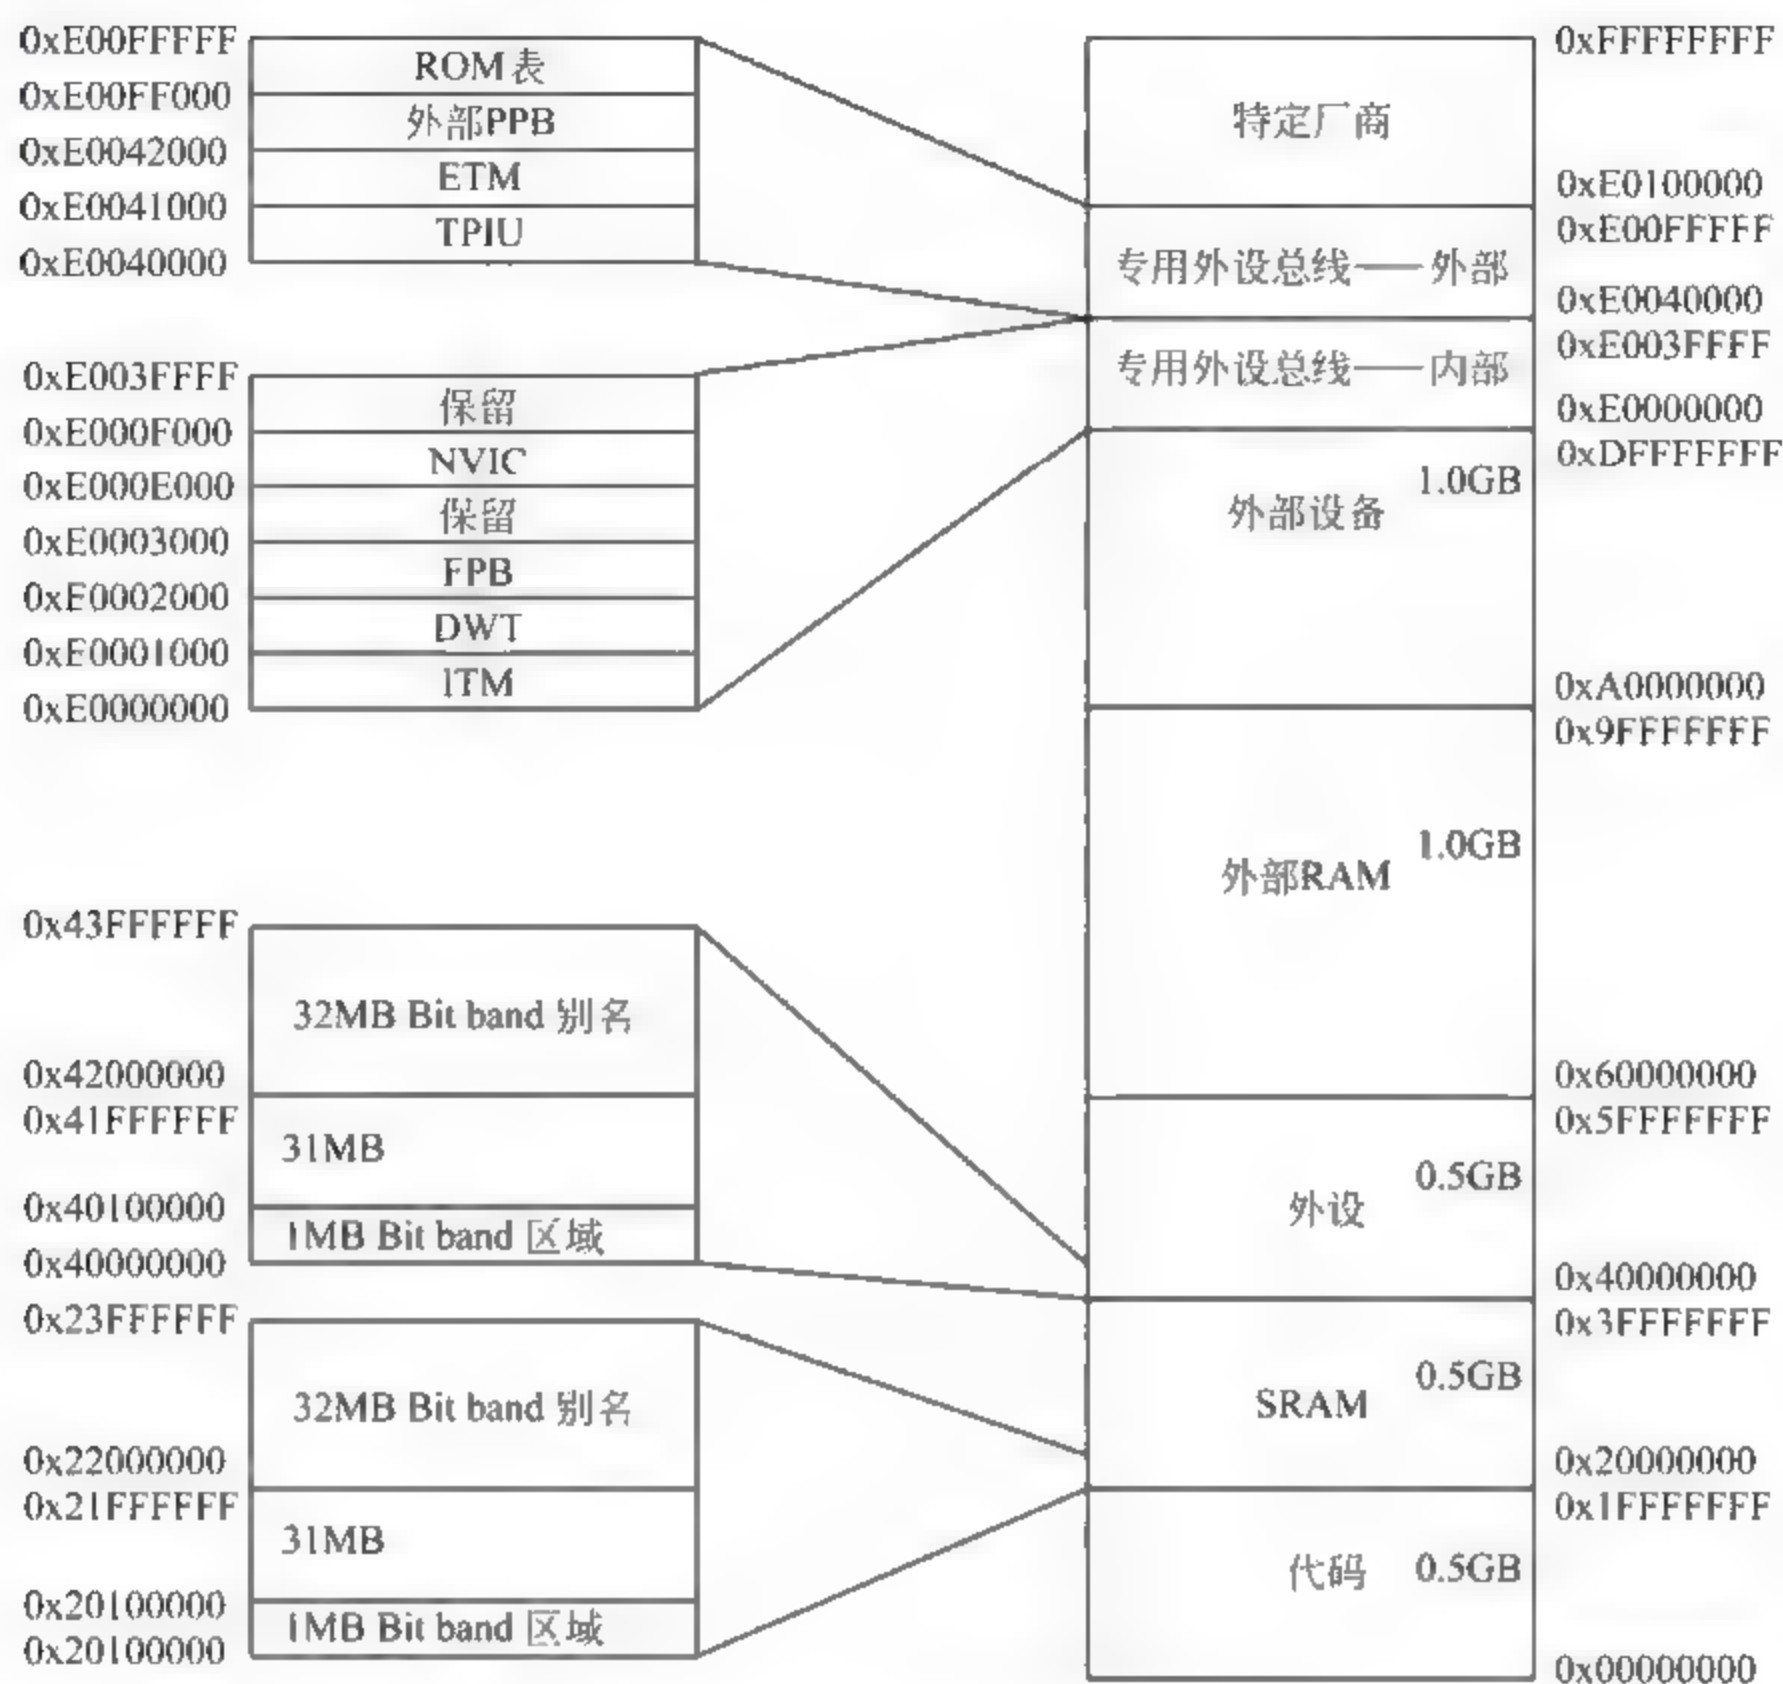 0xE00FFFFF
ROM表
0xE00FF000
外部PPB
0xE0042000
ETM
0xE0041000
TPIU
0xE0040000
0xE003FFFF
保留
0xE000F000
NVIC
0xE000E000
保留
0xE0003000
FPB
0xE0002000
DWT
0xE0001000
ITM
0xE0000000
0x43FFFFFF
32MB Bit band 别名
0x42000000
0x41FFFFFF
31MB
0x40100000
1MB Bit band 区域
0x40000000
0x23FFFFFF
32MB Bit band 别名
0x22000000
0x21FFFFFF
31MB
0x20100000
1MB Bit band 区域
0x20100000
0xFFFFFFFF
特定厂商
0xE0100000
0xE00FFFFF
专用外设总线——外部
0xE0040000
0xE003FFFF
专用外设总线——内部
0xE0000000
0xDFFFFFFF
1.0GB
外部设备
0xA0000000
0x9FFFFFFF
1.0GB
外部RAM
0x60000000
0x5FFFFFFF
0.5GB
外设
0x40000000
0x3FFFFFFF
0.5GB
SRAM
0x20000000
0x1FFFFFFF
代码 0.5GB
0x00000000